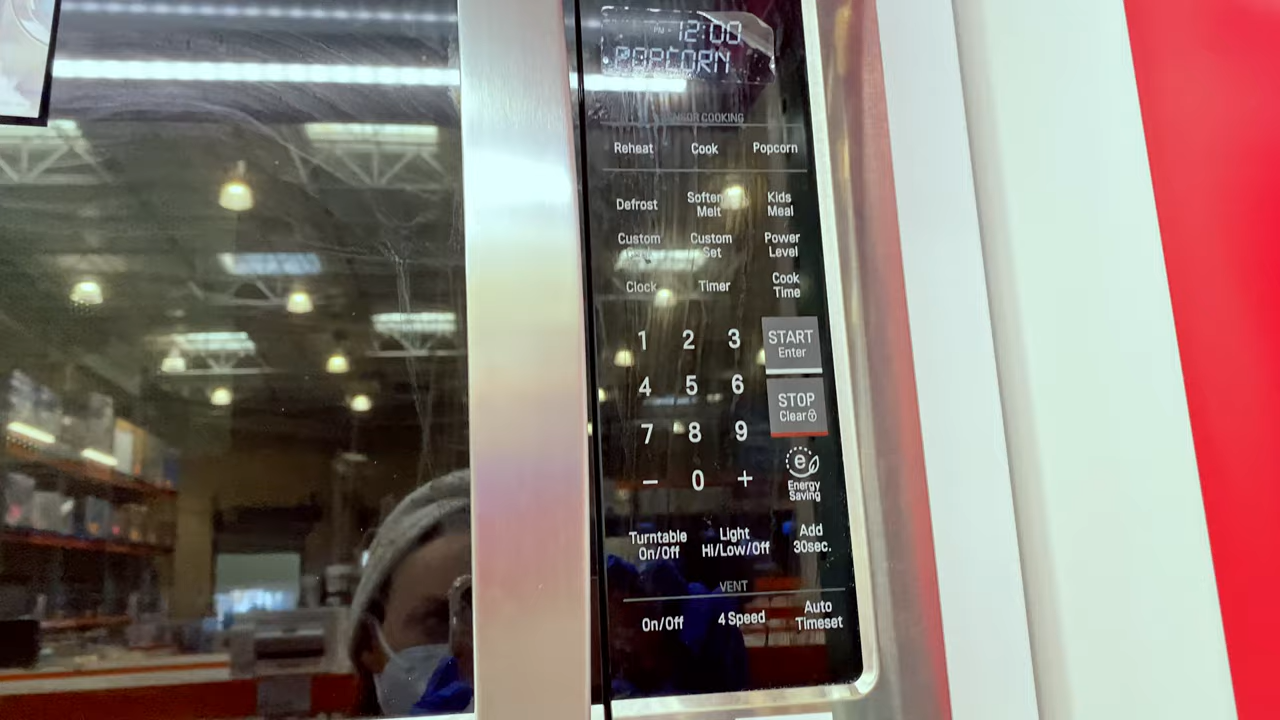 PM 12:00
POPCORN
SENSOR COOKING
Reheat Cook Popcorn
Defrost Soften Kids
Melt Meal
Custom Custom Power
Set Level
Clock Timer Cook
Time
1 2 3 START
Enter
4 5 6 STOP
Clear
7 8 9
e
− 0 + Energy
Saving
Turntable Light Add
On/Off Hi/Low/Off 30sec.
VENT
On/Off 4 Speed Auto
Timeset